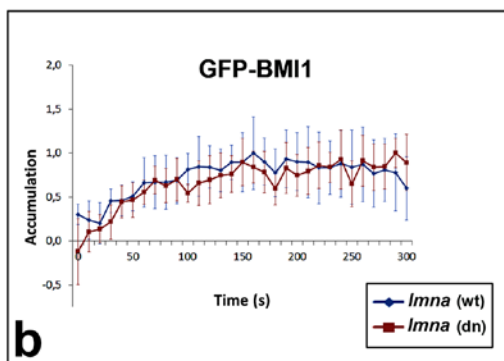 GFP-BMI1
2,0
1,5
1,0
0,5
0,0
-0,5
Accumulation
0 50 100 150 200 250 300
Time (s)
lmna (wt)
lmna (dn)
b